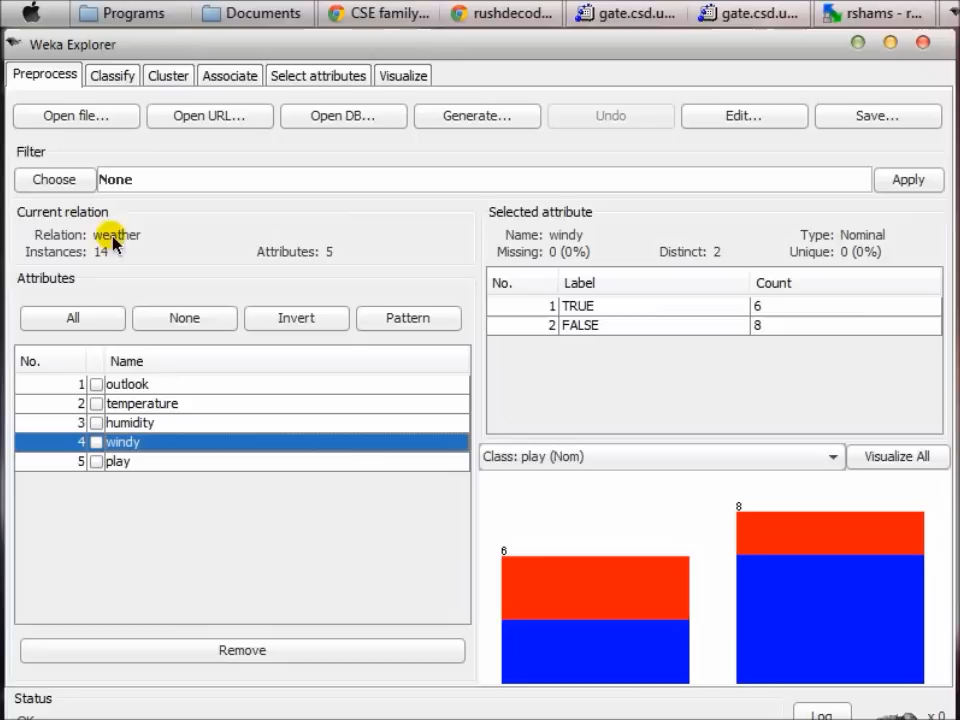 Programs Documents CSE family... rushdecod... gate.csd.u... gate.csd.u... rshams - r...
Weka Explorer
Preprocess Classify Cluster Associate Select attributes Visualize
Open file... Open URL... Open DB... Generate... Undo Edit... Save...
Filter
Choose None Apply
Current relation
Relation: weather
Instances: 14 Attributes: 5
Attributes
All None Invert Pattern
No. Name
1 outlook
2 temperature
3 humidity
4 windy
5 play
Remove
Selected attribute
Name: windy Type: Nominal
Missing: 0 (0%) Distinct: 2 Unique: 0 (0%)
No. Label Count
1 TRUE 6
2 FALSE 8
Class: play (Nom) Visualize All
6
8
Status
Log x 0